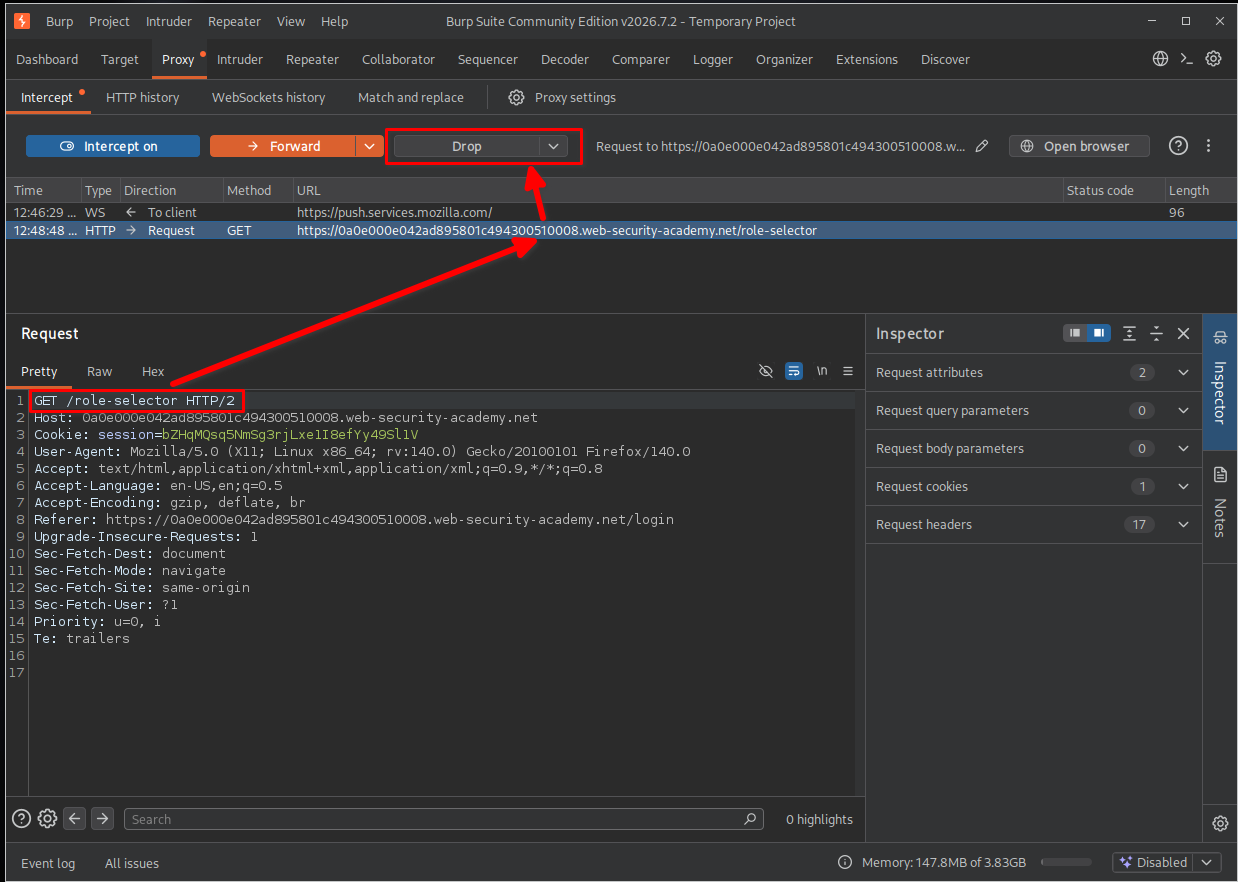 Burp Project Intruder Repeater View Help Burp Suite Community Edition v2026.7.2 - Temporary Project
Dashboard Target Proxy Intruder Repeater Collaborator Sequencer Decoder Comparer Logger Organizer Extensions Discover
Intercept HTTP history WebSockets history Match and replace Proxy settings
Intercept on Forward Drop Request to https://0a0e000e042ad895801c494300510008.w... Open browser
Time Type Direction Method URL Status code Length
12:46:29 ... WS To client https://push.services.mozilla.com/ 96
12:48:48 ... HTTP Request GET https://0a0e000e042ad895801c494300510008.web-security-academy.net/role-selector
Request
Pretty Raw Hex \n
1 GET /role-selector HTTP/2
2 Host: 0a0e000e042ad895801c494300510008.web-security-academy.net
3 Cookie: session=bZHqMQsq5NmSg3rjLxe1I8efYy49Sl1V
4 User-Agent: Mozilla/5.0 (X11; Linux x86_64; rv:140.0) Gecko/20100101 Firefox/140.0
5 Accept: text/html,application/xhtml+xml,application/xml;q=0.9,*/*;q=0.8
6 Accept-Language: en-US,en;q=0.5
7 Accept-Encoding: gzip, deflate, br
8 Referer: https://0a0e000e042ad895801c494300510008.web-security-academy.net/login
9 Upgrade-Insecure-Requests: 1
10 Sec-Fetch-Dest: document
11 Sec-Fetch-Mode: navigate
12 Sec-Fetch-Site: same-origin
13 Sec-Fetch-User: ?1
14 Priority: u=0, i
15 Te: trailers
16
17
Inspector
Request attributes 2
Request query parameters 0
Request body parameters 0
Request cookies 1
Request headers 17
Inspector
Notes
Search 0 highlights
Event log All issues Memory: 147.8MB of 3.83GB Disabled